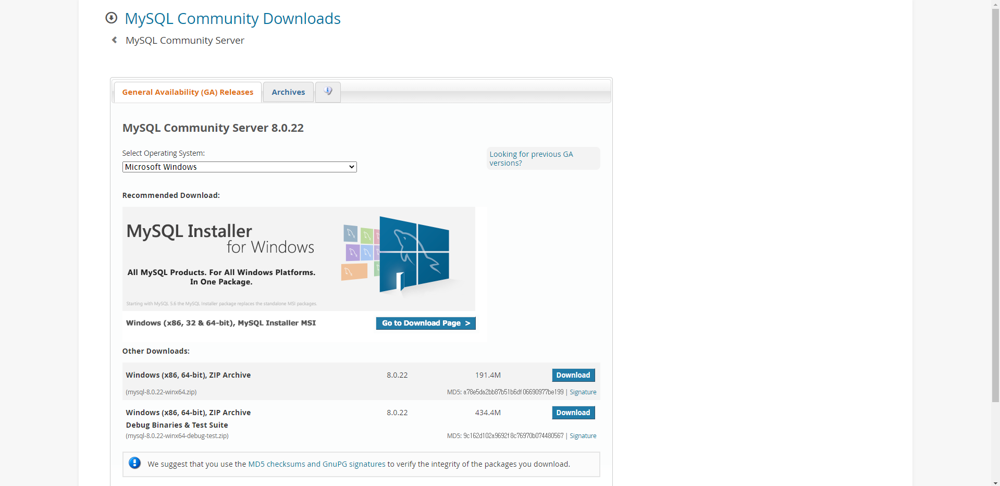 MySQL Community Downloads
MySQL Community Server
General Availability (GA) Releases
Archives
MySQL Community Server 8.0.22
Select Operating System:
Microsoft Windows
Looking for previous GA
versions?
Recommended Download:
MySQL Installer
for Windows
All MySQL Products. For All Windows Platforms.
In One Package.
Starting with MySQL 5.6 the MySQL Installer package replaces the standalone MSI packages.
Windows (x86, 32 & 64-bit), MySQL Installer MSI
Go to Download Page >
Other Downloads:
Windows (x86, 64-bit), ZIP Archive 8.0.22 191.4M Download
(mysql-8.0.22-winx64.zip) MD5: a78e5da2bb87b51b6df06690977be199 | Signature
Windows (x86, 64-bit), ZIP Archive 8.0.22 434.4M Download
Debug Binaries & Test Suite
(mysql-8.0.22-winx64-debug-test.zip) MD5: 9c162d102a9692f8c76970b074480567 | Signature
We suggest that you use the MD5 checksums and GnuPG signatures to verify the integrity of the packages you download.